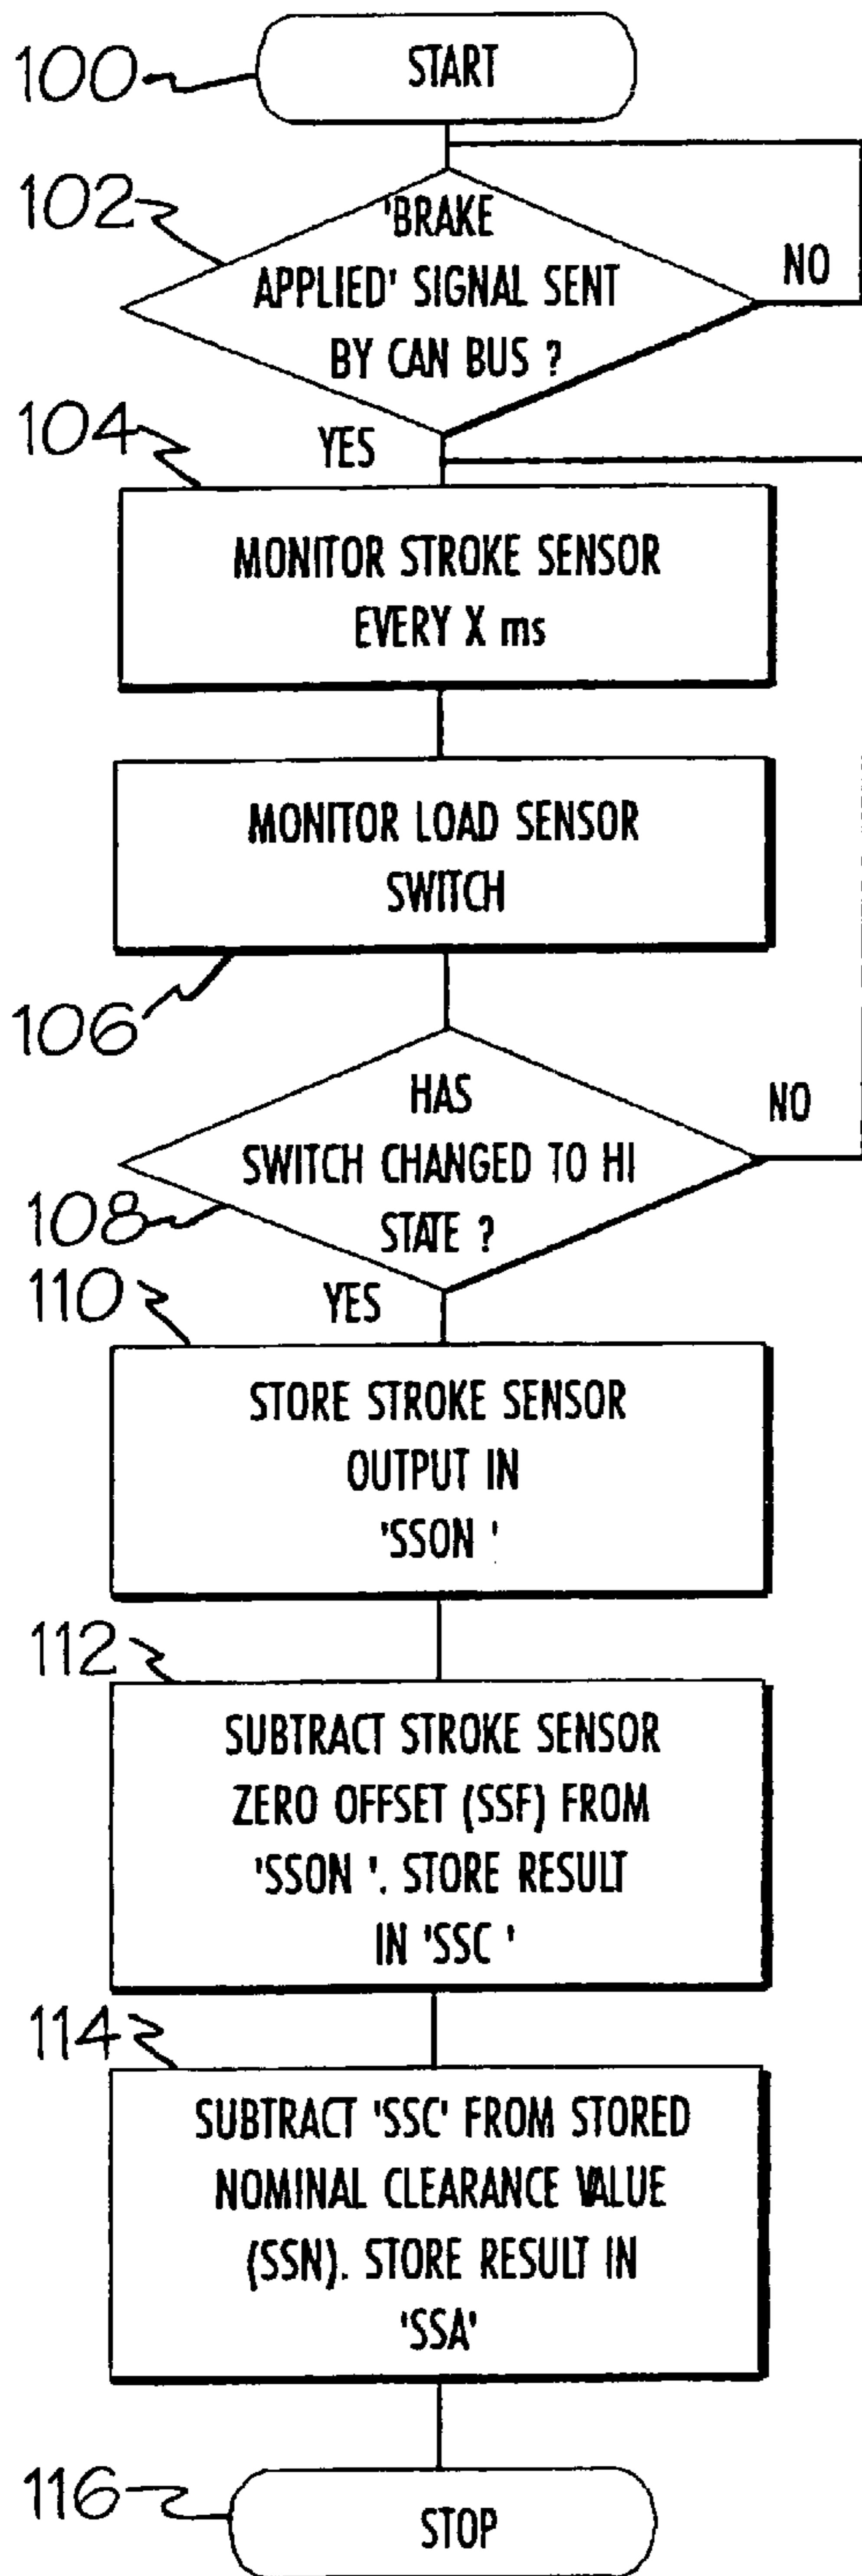 100
START
102
'BRAKE
APPLIED' SIGNAL SENT
BY CAN BUS ?
NO
YES
104
MONITOR STROKE SENSOR
EVERY X ms
MONITOR LOAD SENSOR
SWITCH
106
HAS
SWITCH CHANGED TO HI
STATE ?
NO
108
YES
110
STORE STROKE SENSOR
OUTPUT IN
'SSON '
112
SUBTRACT STROKE SENSOR
ZERO OFFSET (SSF) FROM
'SSON '. STORE RESULT
IN 'SSC '
114
SUBTRACT 'SSC' FROM STORED
NOMINAL CLEARANCE VALUE
(SSN). STORE RESULT IN
'SSA'
116
STOP